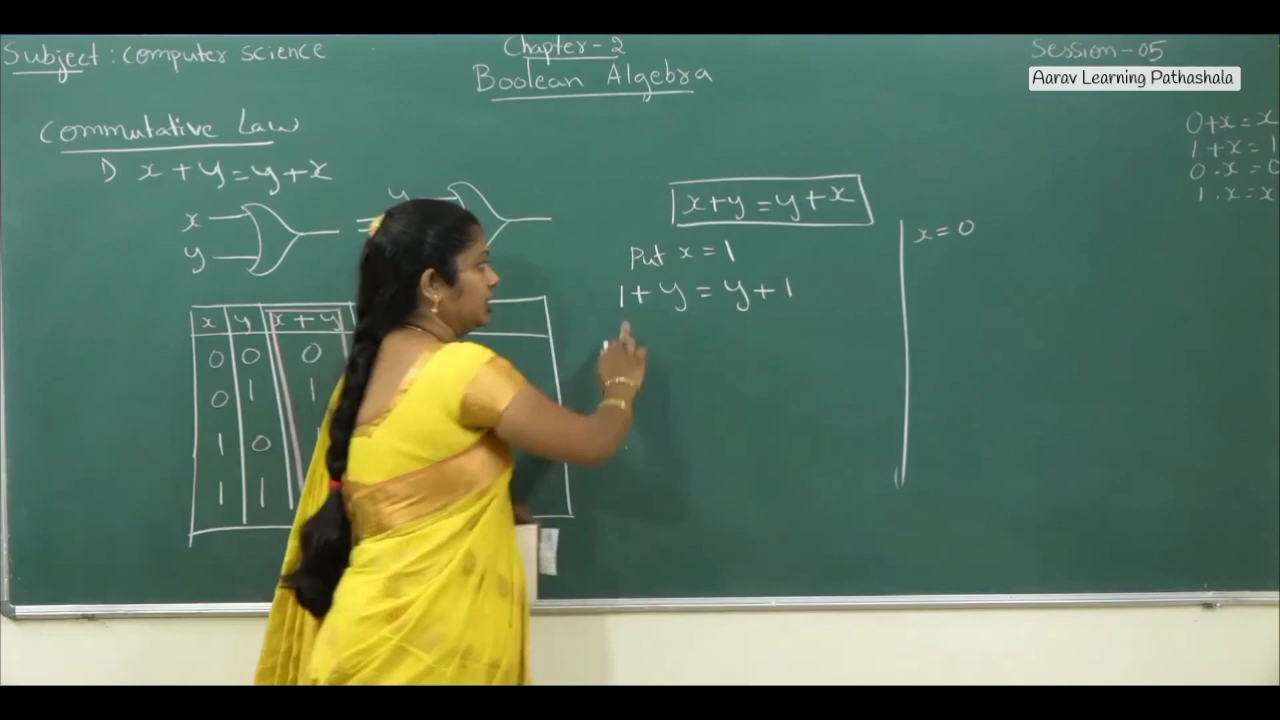 Subject : Computer science
Chapter - 2
Boolean Algebra
Session - 05
Aarav Learning Pathashala
0+x=x
1+x=1
0·x=0
1·x=x
Commutative Law
1) x+y=y+x
x
y
y
x y x+y
0 0 0
0 1 1
1 0
1 1
x+y=y+x
Put x=1
1+y=y+1
x=0